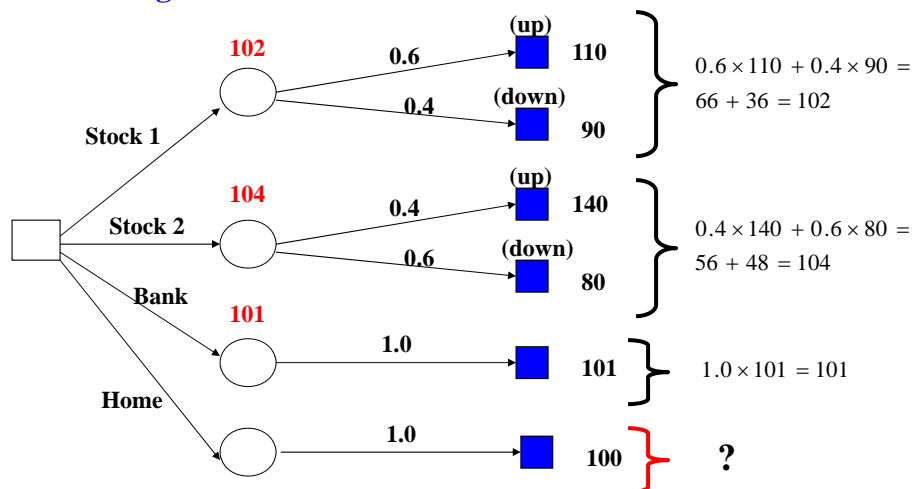 (up)
102
0.6
110
0.6 × 110 + 0.4 × 90 =
66 + 36 = 102
(down)
0.4
90
Stock 1
(up)
104
0.4
140
Stock 2
0.4 × 140 + 0.6 × 80 =
56 + 48 = 104
(down)
0.6
80
Bank
101
1.0
101
1.0 × 101 = 101
Home
1.0
100
?